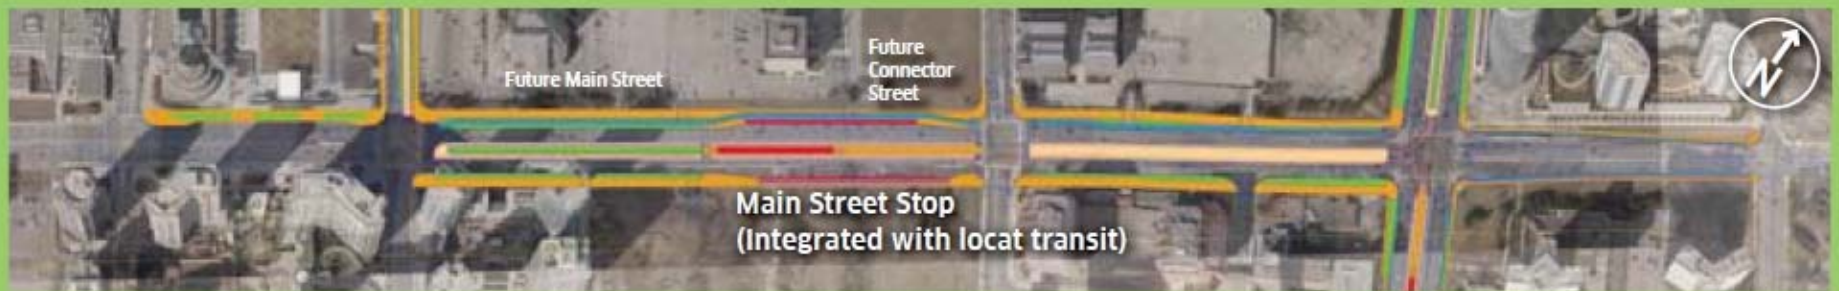 Future Main Street
Future
Connector
Street
N
Main Street Stop
(Integrated with locat transit)